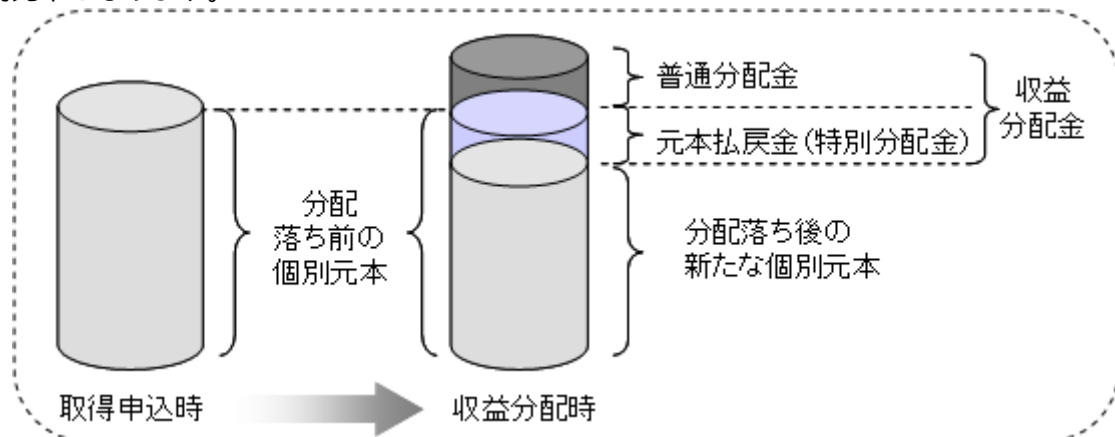 普通分配金
元本払戻金(特別分配金)
収益
分配金
分配
落ち前の
個別元本
分配落ち後の
新たな個別元本
取得申込時
収益分配時